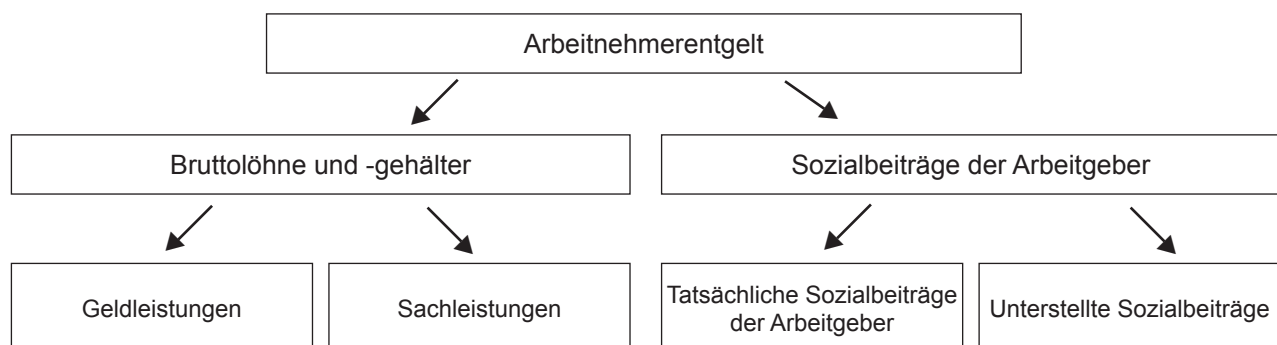 Arbeitnehmerentgelt
Bruttolöhne und -gehälter
Sozialbeiträge der Arbeitgeber
Geldleistungen
Sachleistungen
Tatsächliche Sozialbeiträge
der Arbeitgeber
Unterstellte Sozialbeiträge